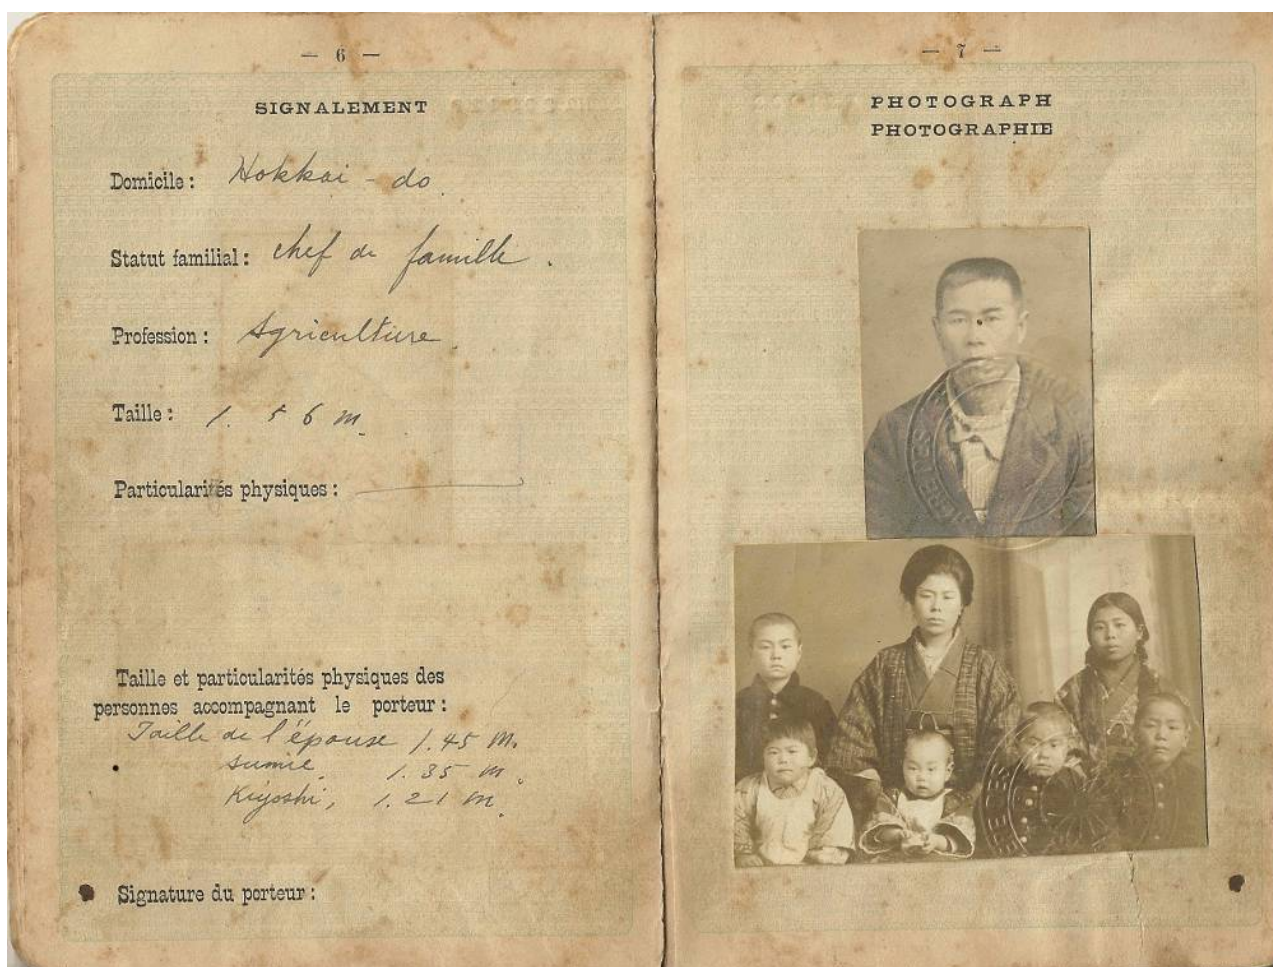 — 6 —
SIGNALEMENT
Domicile: Hokkai-do.
Statut familial: chef de famille.
Profession: Agriculture.
Taille: 1.56 m.
Particularités physiques:
Taille et particularités physiques des
personnes accompagnant le porteur:
Taille de l'épouse 1.45 m.
Sumie, 1.35 m.
Kiyoshi, 1.21 m.
Signature du porteur:
— 7 —
PHOTOGRAPH
PHOTOGRAPHIE